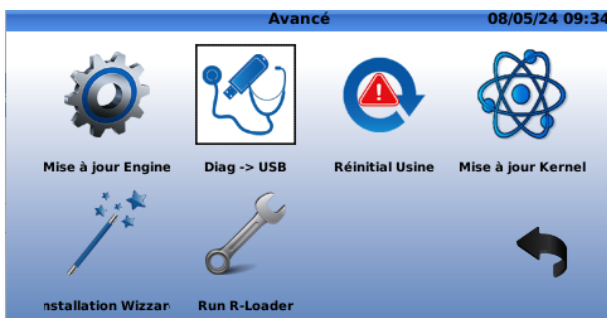 Avancé 08/05/24 09:34
Mise à jour Engine Diag -> USB Réinitial Usine Mise à jour Kernel
nstallation Wizzar Run R-Loader